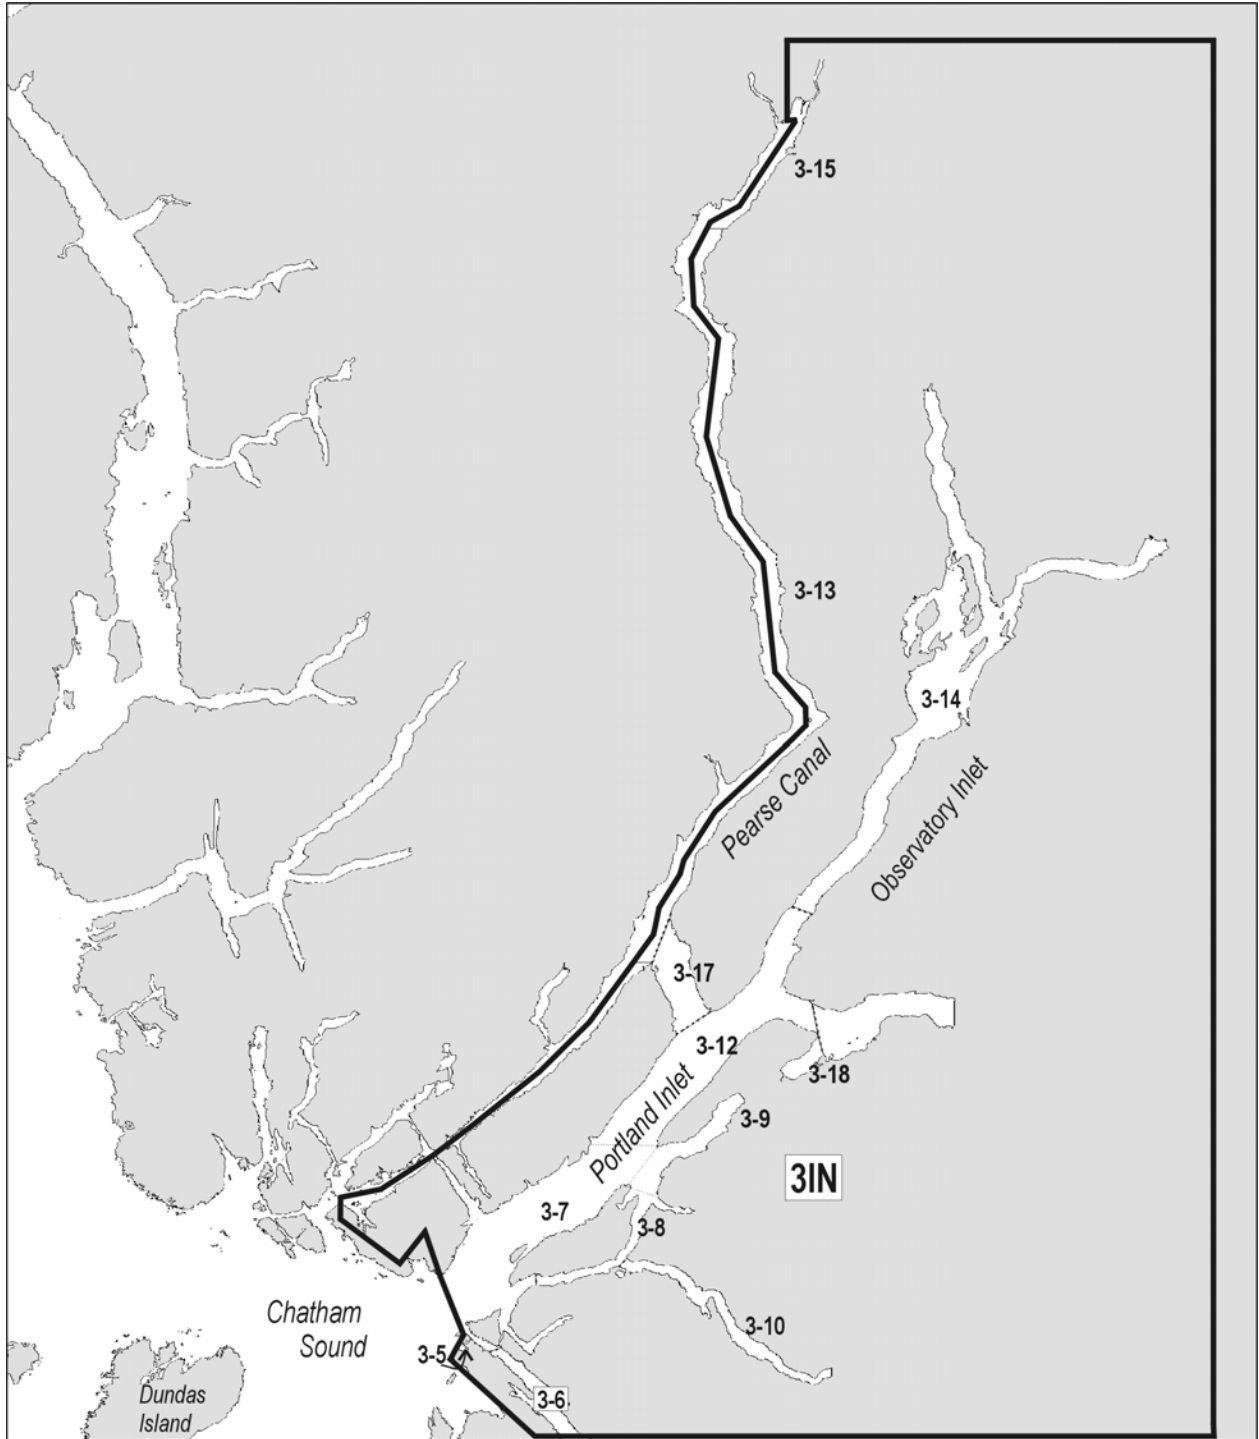 3-15
3-13
3-14
Pearse Canal
Observatory Inlet
3-17
3-12
3-18
Portland Inlet
3-9
3IN
3-7
3-8
Chatham
Sound
3-10
3-5
Dundas
Island
3-6